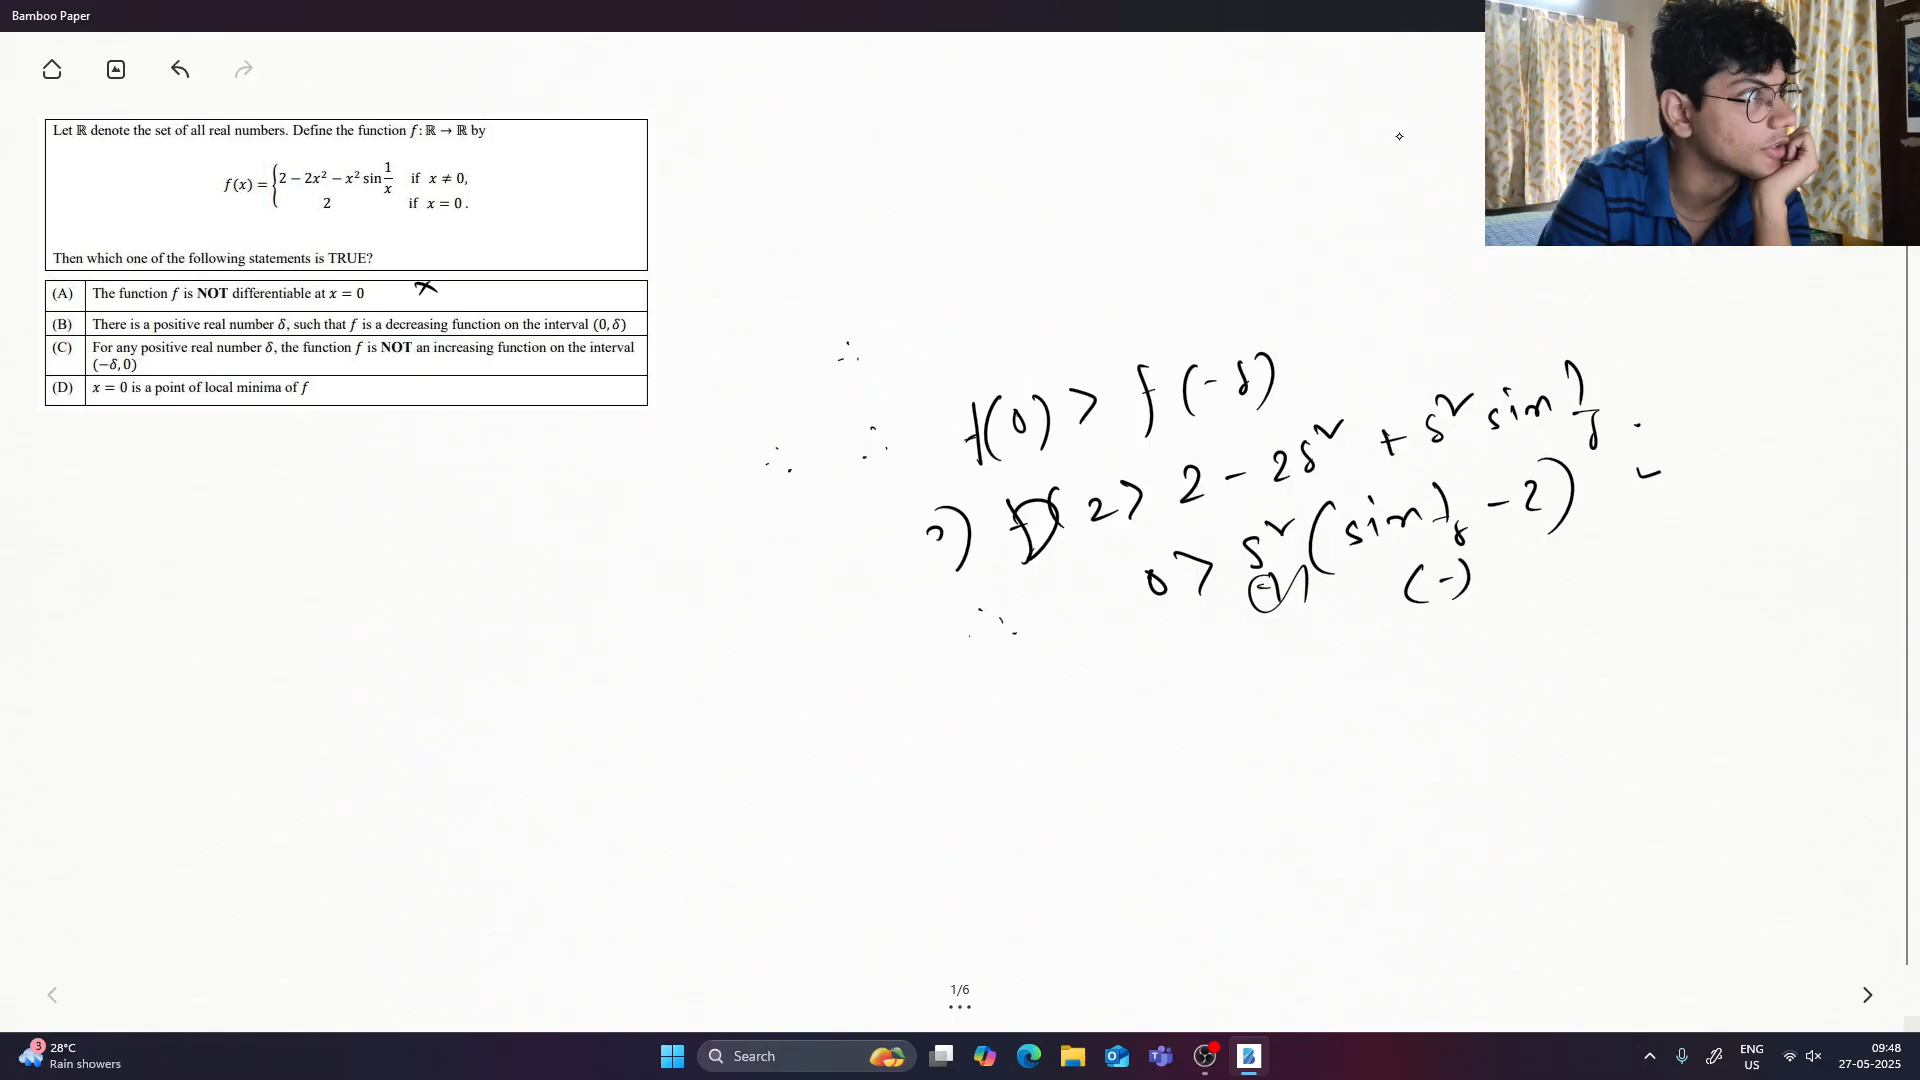 Bamboo Paper
Let ℝ denote the set of all real numbers. Define the function f: ℝ → ℝ by
f(x) = { 2 − 2x² − x² sin 1/x if x ≠ 0,
2 if x = 0 .
Then which one of the following statements is TRUE?
(A) The function f is NOT differentiable at x = 0 ×
(B) There is a positive real number δ, such that f is a decreasing function on the interval (0, δ)
(C) For any positive real number δ, the function f is NOT an increasing function on the interval
(−δ, 0)
(D) x = 0 is a point of local minima of f
∴
f(0) > f(-δ)
∴ ∴
2 > 2 - 2δ² + δ² sin 1/δ .
0 > δ² (sin 1/δ - 2)
(-)
∴
1/6
3
28°C
Rain showers
Search
ENG
US
09:48
27-05-2025